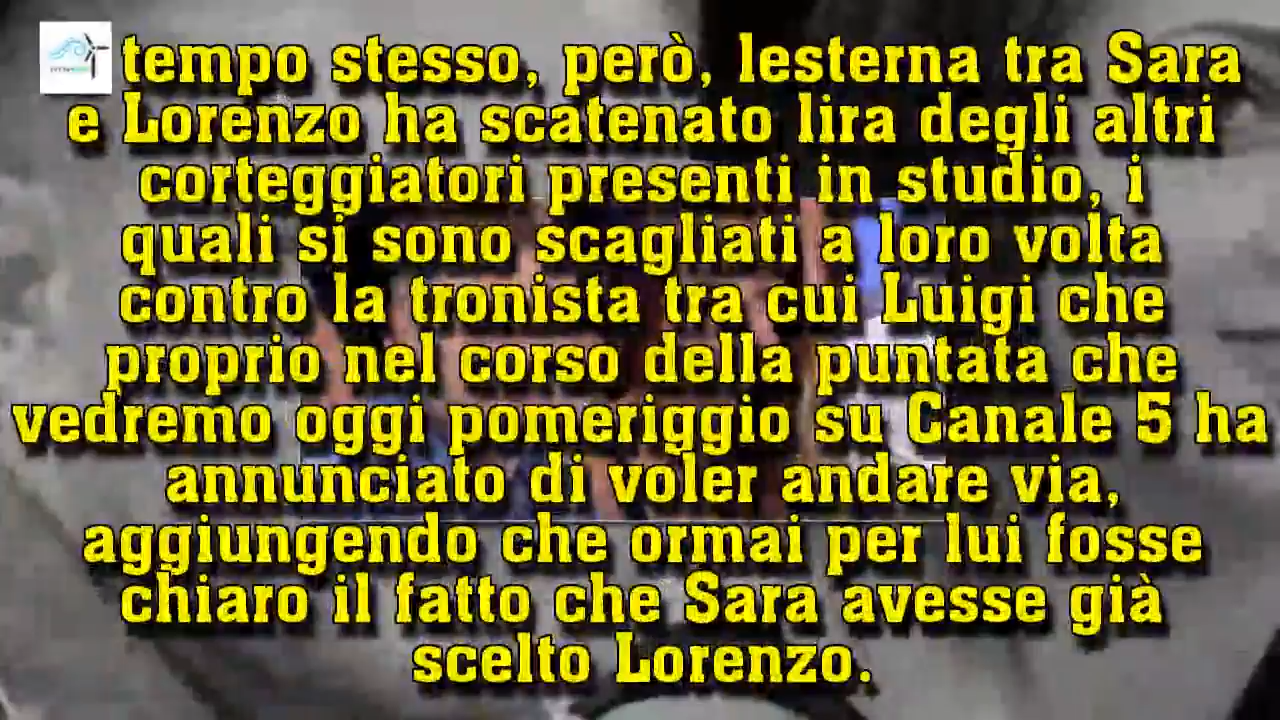 tempo stesso, però, lesterna tra Sara
e Lorenzo ha scatenato lira degli altri
corteggiatori presenti in studio, i
quali si sono scagliati a loro volta
contro la tronista tra cui Luigi che
proprio nel corso della puntata che
vedremo oggi pomeriggio su Canale 5 ha
annunciato di voler andare via,
aggiungendo che ormai per lui fosse
chiaro il fatto che Sara avesse già
scelto Lorenzo.